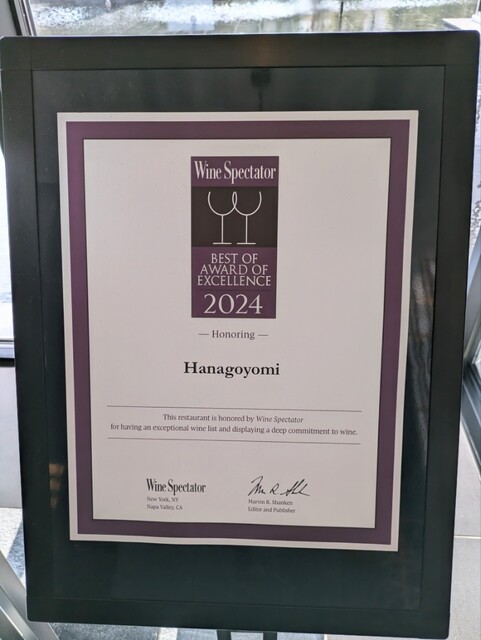 Wine Spectator
BEST OF
AWARD OF
EXCELLENCE
2024
— Honoring —
Hanagoyomi
This restaurant is honored by Wine Spectator
for having an exceptional wine list and displaying a deep commitment to wine.
Wine Spectator
New York, NY
Napa Valley, CA
Marvin R. Shanken
Editor and Publisher